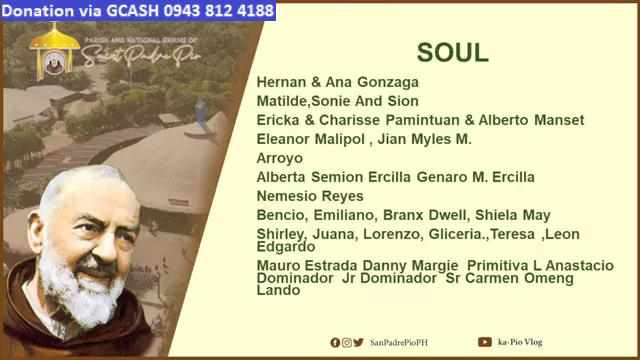 Donation via GCASH 0943 812 4188
PARISH AND NATIONAL SHRINE OF
Saint Padre Pio
SOUL
Hernan & Ana Gonzaga
Matilde,Sonie And Sion
Ericka & Charisse Pamintuan & Alberto Manset
Eleanor Malipol , Jian Myles M.
Arroyo
Alberta Semion Ercilla Genaro M. Ercilla
Nemesio Reyes
Bencio, Emiliano, Branx Dwell, Shiela May
Shirley, Juana, Lorenzo, Gliceria.,Teresa ,Leon
Edgardo
Mauro Estrada Danny Margie Primitiva L Anastacio
Dominador Jr Dominador Sr Carmen Omeng
Lando
SanPadrePioPH
ka-Pio Vlog